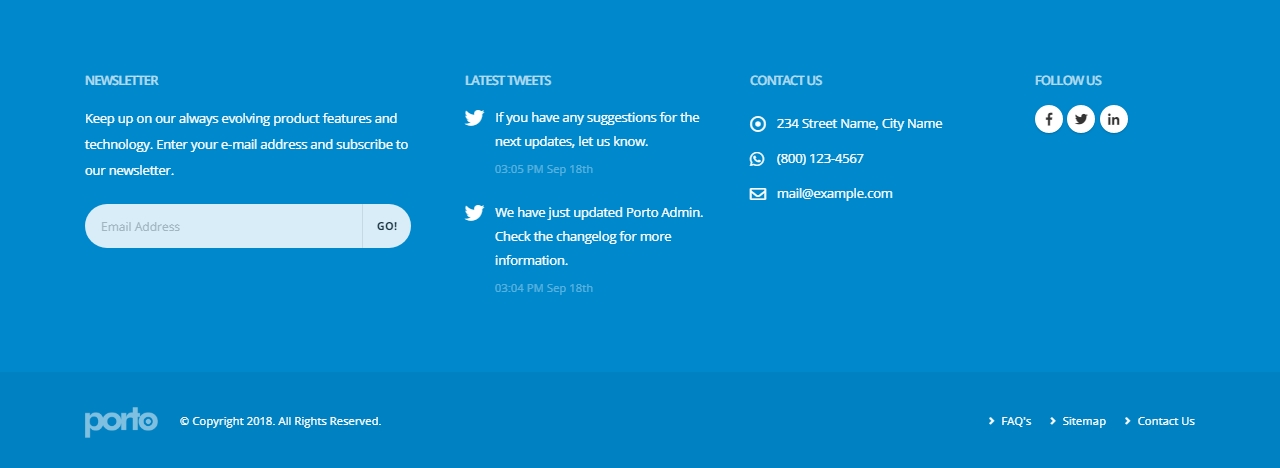 NEWSLETTER
Keep up on our always evolving product features and
technology. Enter your e-mail address and subscribe to
our newsletter.
Email Address
GO!
LATEST TWEETS
If you have any suggestions for the
next updates, let us know.
03:05 PM Sep 18th
We have just updated Porto Admin.
Check the changelog for more
information.
03:04 PM Sep 18th
CONTACT US
234 Street Name, City Name
(800) 123-4567
mail@example.com
FOLLOW US
porto
© Copyright 2018. All Rights Reserved.
FAQ's
Sitemap
Contact Us